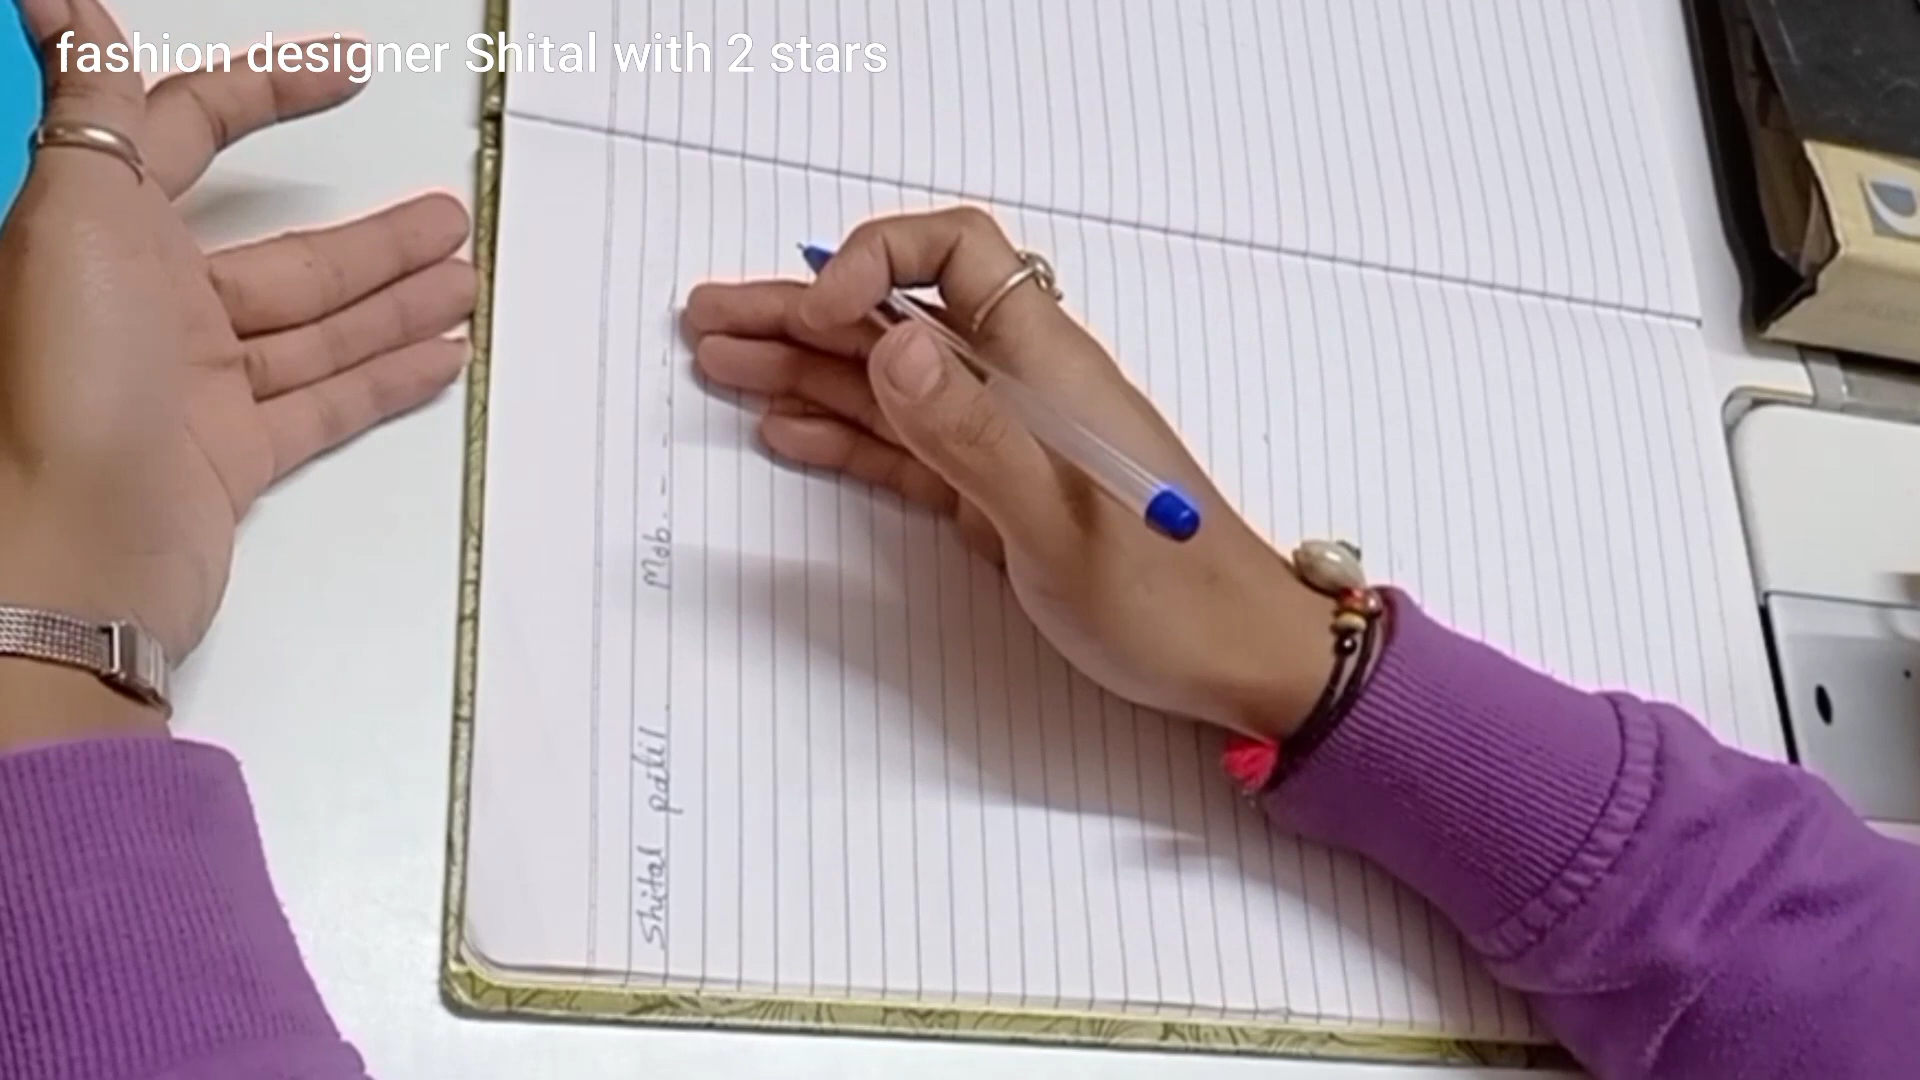 fashion designer Shital with 2 stars
Shital patil. Mob. - - - -